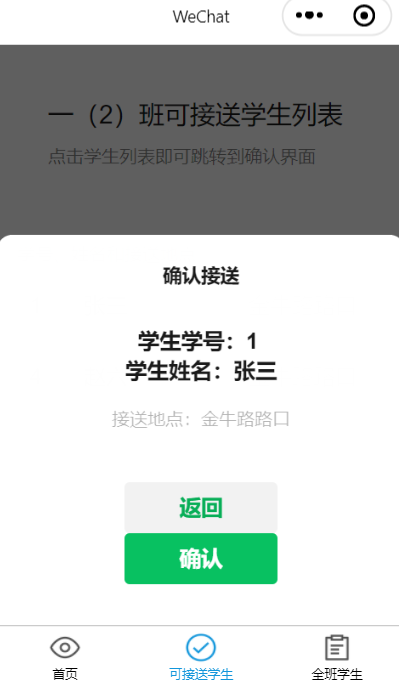 WeChat
一（2）班可接送学生列表
点击学生列表即可跳转到确认界面
确认接送
学生学号：1
学生姓名：张三
接送地点：金牛路路口
返回
确认
首页
可接送学生
全班学生